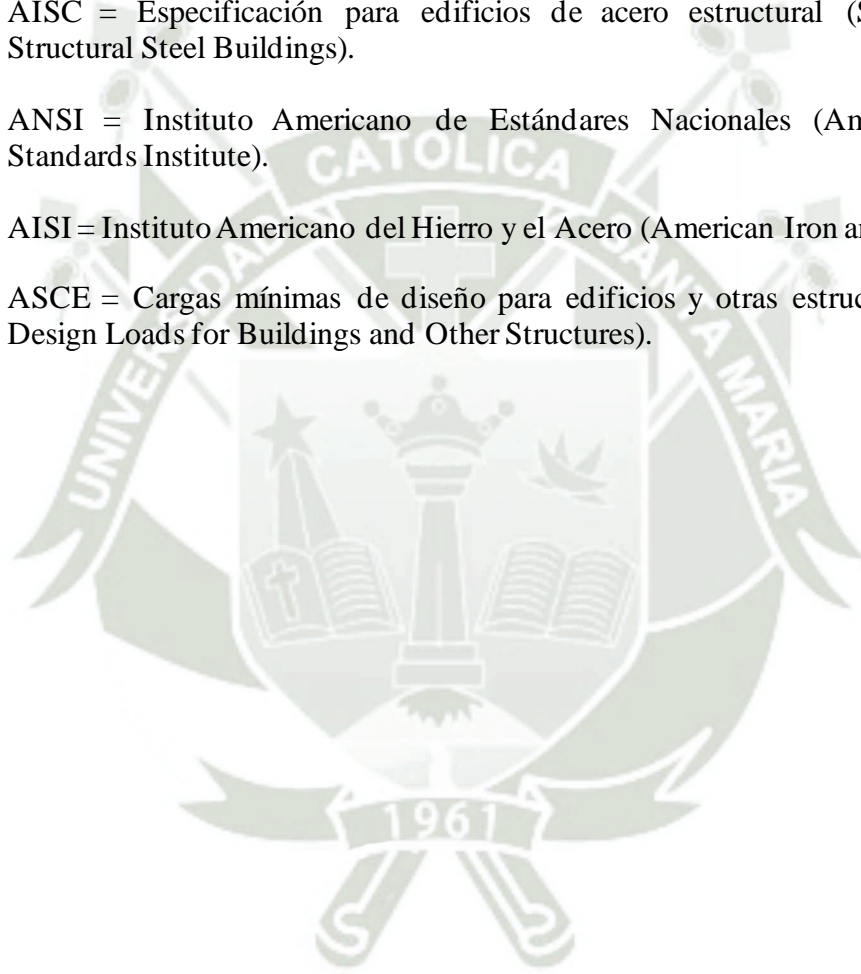 AISC = Especificación para edificios de acero estructural (S
Structural Steel Buildings).
ANSI = Instituto Americano de Estándares Nacionales (Am
Standards Institute).
AISI = Instituto Americano del Hierro y el Acero (American Iron a
ASCE = Cargas mínimas de diseño para edificios y otras estruc
Design Loads for Buildings and Other Structures).
UNIVERSIDAD CATOLICA SANTA MARIA
1961